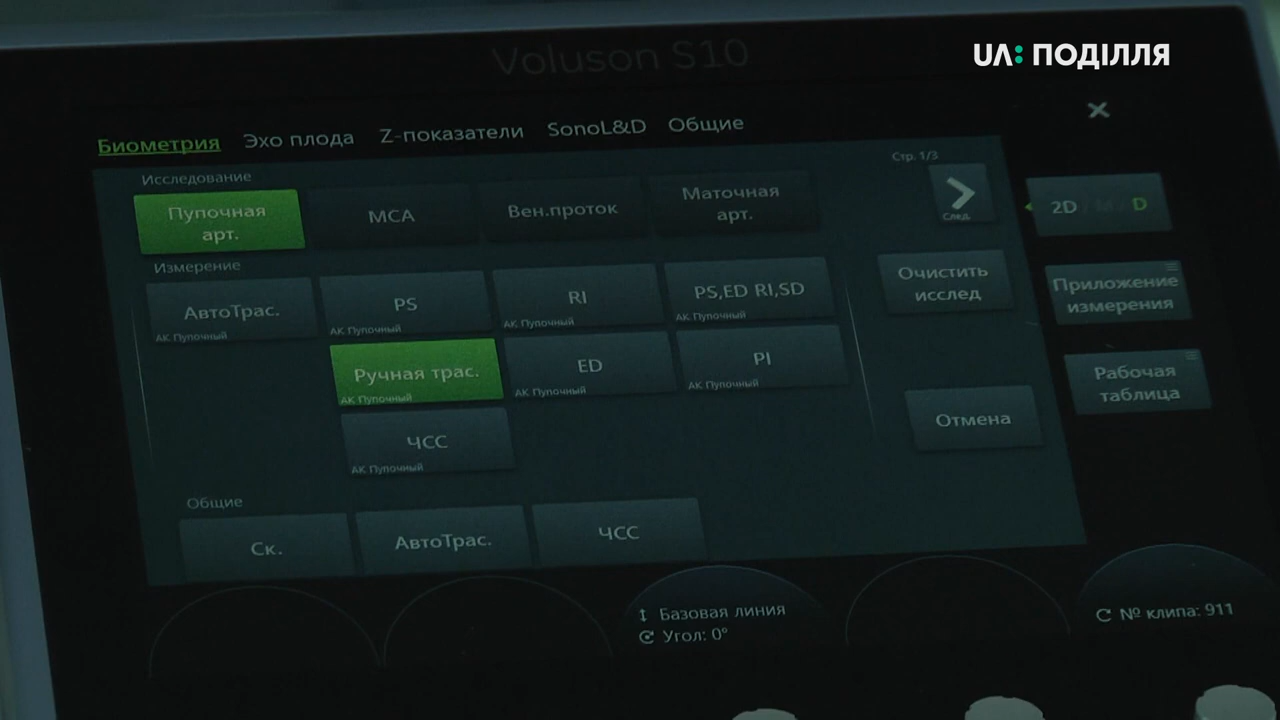 Voluson S10
UA: ПОДІЛЛЯ
Биометрия Эхо плода Z-показатели SonoL&D Общие
Исследование
Стр. 1/3
Пупочная
арт.
МСА
Вен.проток
Маточная
арт.
След.
2D / M / D
Измерение
АвтоТрас.
АК Пупочный
PS
АК Пупочный
RI
АК Пупочный
PS,ED RI,SD
АК Пупочный
Очистить
исслед
Приложение
измерения
Ручная трас.
АК Пупочный
ED
АК Пупочный
PI
АК Пупочный
Рабочая
таблица
ЧСС
АК Пупочный
Отмена
Общие
Ск.
АвтоТрас.
ЧСС
Базовая линия
Угол: 0°
№ клипа: 911